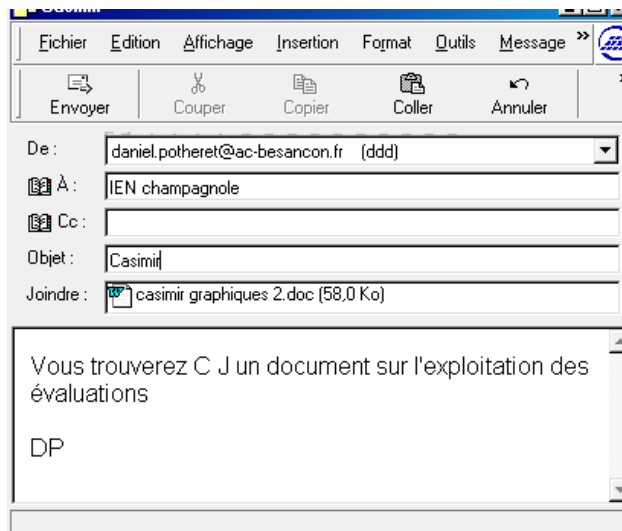 Casimir
Fichier Edition Affichage Insertion Format Outils Message »
Envoyer Couper Copier Coller Annuler
De : daniel.potheret@ac-besancon.fr (ddd)
À : IEN champagnole
Cc :
Objet : Casimir
Joindre : casimir graphiques 2.doc (58,0 Ko)
Vous trouverez C J un document sur l'exploitation des
évaluations
DP